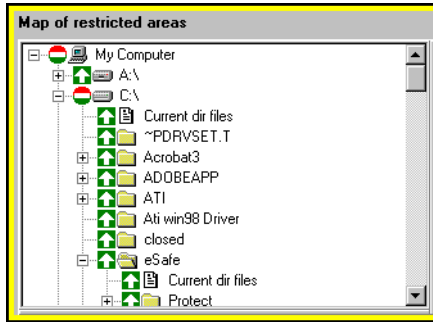 Map of restricted areas
My Computer
A:\
C:\
Current dir files
~PDRVSET.T
Acrobat3
ADOBEAPP
ATI
Ati win98 Driver
closed
eSafe
Current dir files
Protect